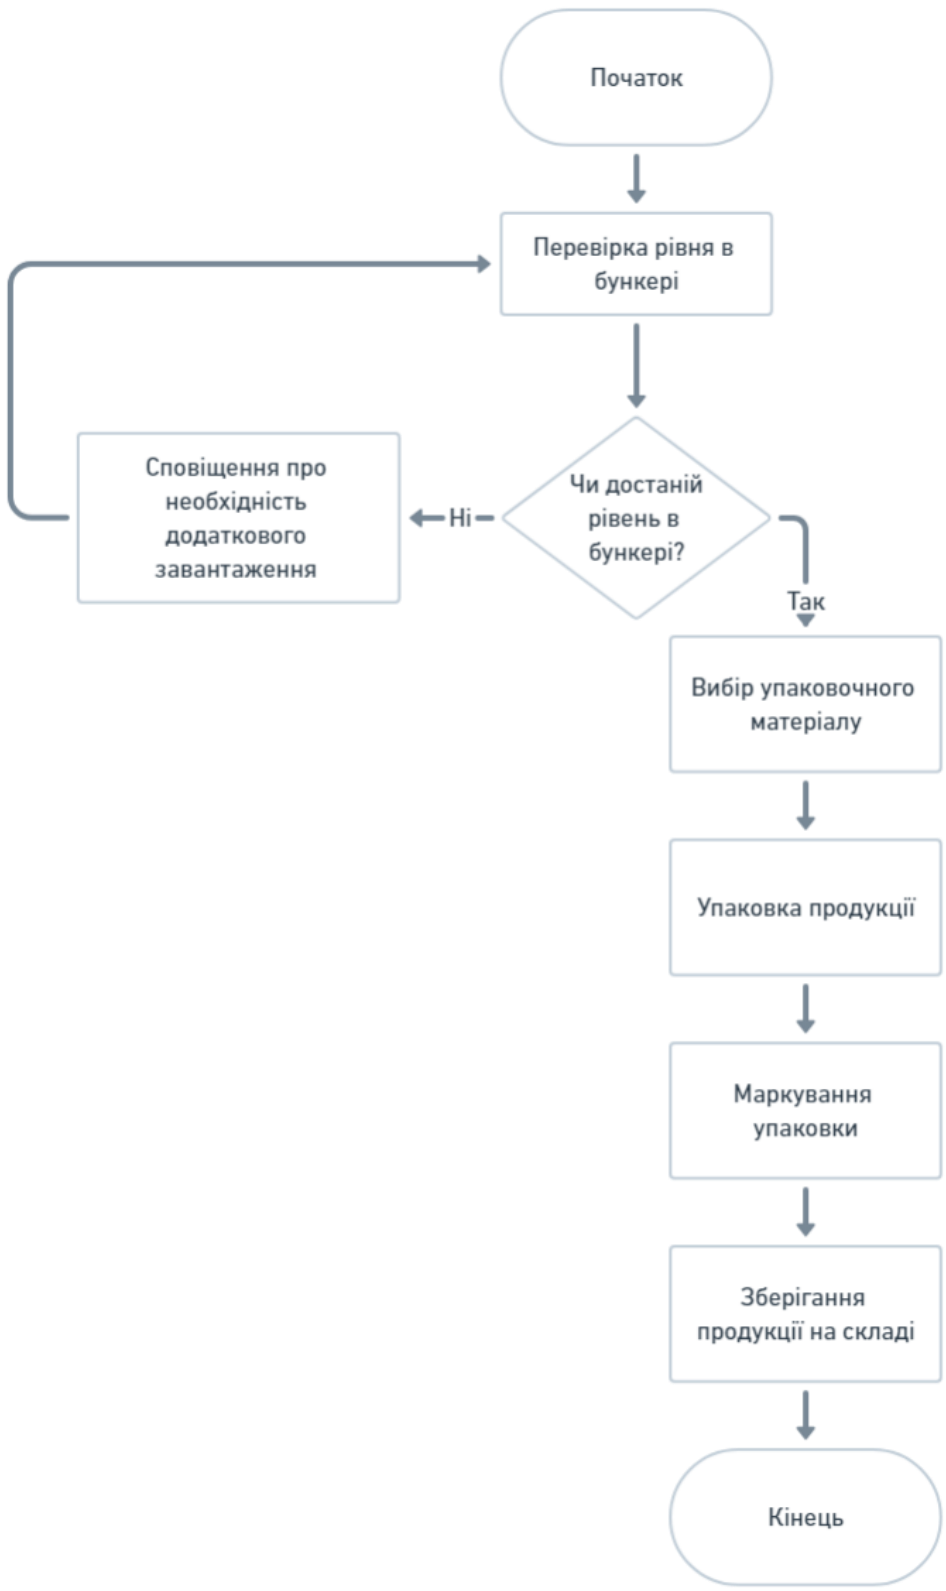 Початок
Перевірка рівня в
бункері
Чи достаній
рівень в
бункері?
Ні
Сповіщення про
необхідність
додаткового
завантаження
Так
Вибір упаковочного
матеріалу
Упаковка продукції
Маркування
упаковки
Зберігання
продукції на складі
Кінець